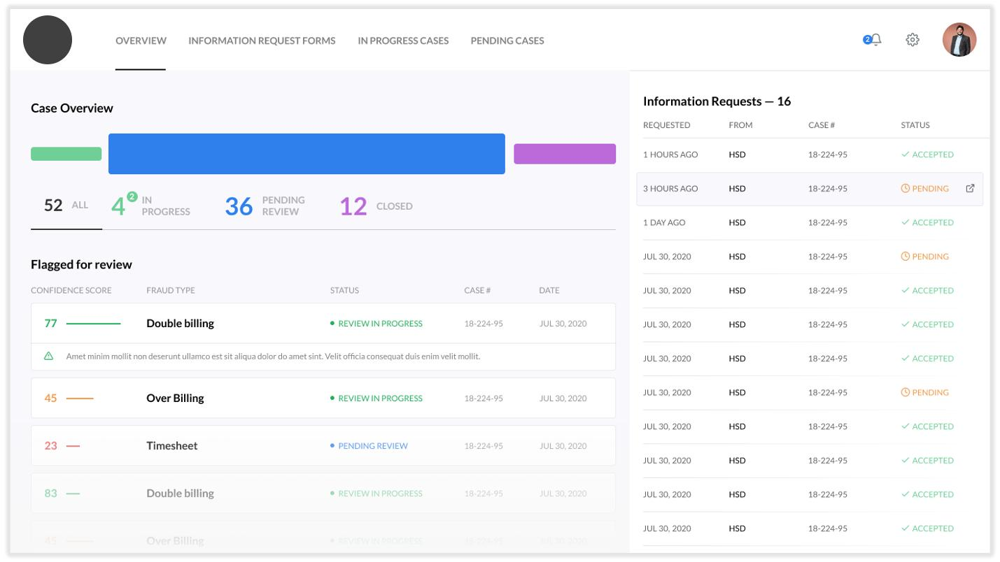 OVERVIEW INFORMATION REQUEST FORMS IN PROGRESS CASES PENDING CASES 2
Case Overview
52 ALL 4 2 IN PROGRESS 36 PENDING REVIEW 12 CLOSED
Flagged for review
CONFIDENCE SCORE FRAUD TYPE STATUS CASE # DATE
77 Double billing REVIEW IN PROGRESS 18-224-95 JUL 30, 2020
Amet minim mollit non deserunt ullamco est sit aliqua dolor do amet sint. Velit officia consequat duis enim velit mollit.
45 Over Billing REVIEW IN PROGRESS 18-224-95 JUL 30, 2020
23 Timesheet PENDING REVIEW 18-224-95 JUL 30, 2020
83 Double billing REVIEW IN PROGRESS 18-224-95 JUL 30, 2020
45 Over Billing REVIEW IN PROGRESS 18-224-95 JUL 30, 2020
Information Requests — 16
REQUESTED FROM CASE # STATUS
1 HOURS AGO HSD 18-224-95 ACCEPTED
3 HOURS AGO HSD 18-224-95 PENDING
1 DAY AGO HSD 18-224-95 ACCEPTED
JUL 30, 2020 HSD 18-224-95 PENDING
JUL 30, 2020 HSD 18-224-95 ACCEPTED
JUL 30, 2020 HSD 18-224-95 ACCEPTED
JUL 30, 2020 HSD 18-224-95 ACCEPTED
JUL 30, 2020 HSD 18-224-95 PENDING
JUL 30, 2020 HSD 18-224-95 ACCEPTED
JUL 30, 2020 HSD 18-224-95 ACCEPTED
JUL 30, 2020 HSD 18-224-95 ACCEPTED
JUL 30, 2020 HSD 18-224-95 ACCEPTED